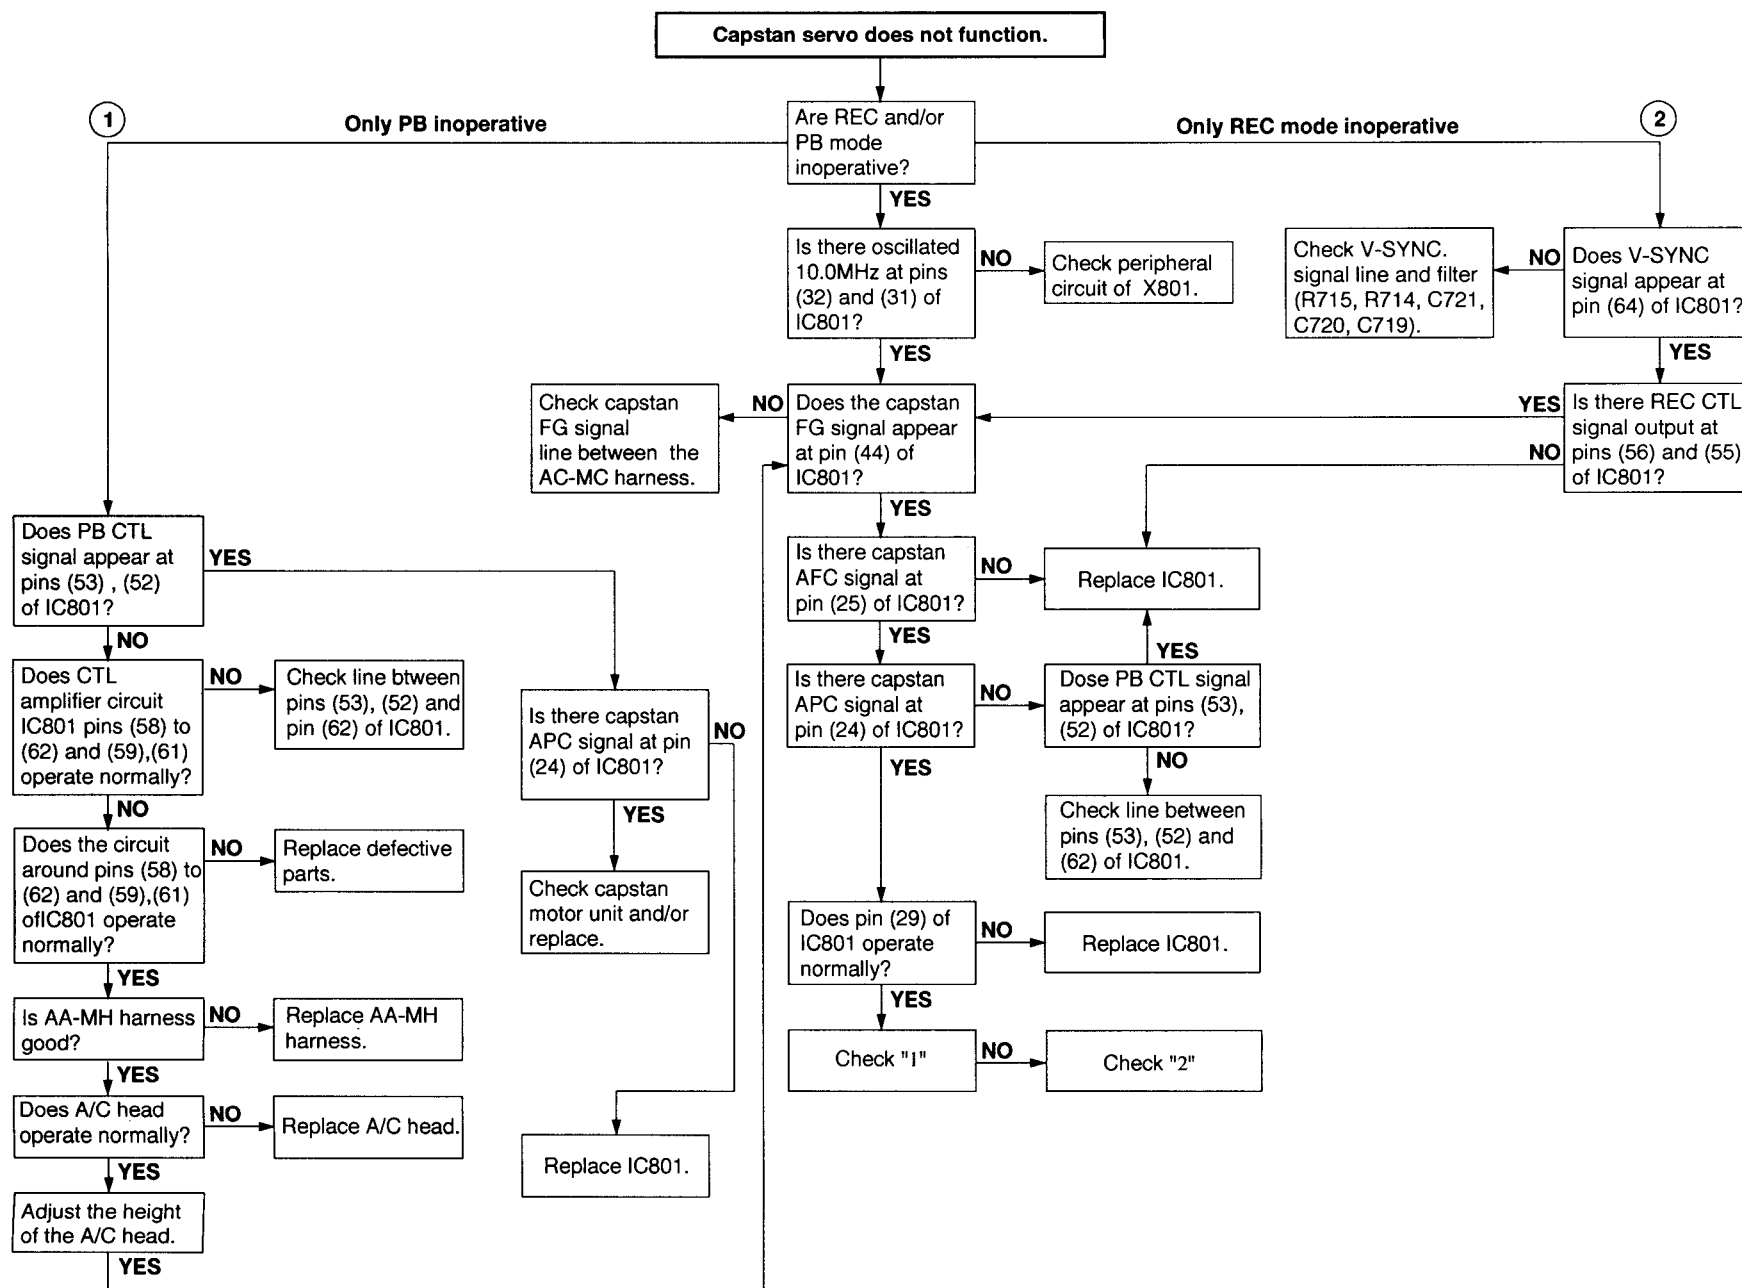 Capstan servo does not function.
1
Only PB inoperative
Are REC and/or
PB mode
inoperative?
Only REC mode inoperative
2
YES
Is there oscillated
10.0MHz at pins
(32) and (31) of
IC801?
NO
Check peripheral
circuit of X801.
Check V-SYNC.
signal line and filter
(R715, R714, C721,
C720, C719).
NO
Does V-SYNC
signal appear at
pin (64) of IC801?
YES
YES
Check capstan
FG signal
line between the
AC-MC harness.
NO
Does the capstan
FG signal appear
at pin (44) of
IC801?
YES
NO
Is there REC CTL
signal output at
pins (56) and (55)
of IC801?
YES
Does PB CTL
signal appear at
pins (53) , (52)
of IC801?
YES
Is there capstan
AFC signal at
pin (25) of IC801?
NO
Replace IC801.
NO
YES
YES
Does CTL
amplifier circuit
IC801 pins (58) to
(62) and (59),(61)
operate normally?
NO
Check line btween
pins (53), (52) and
pin (62) of IC801.
Is there capstan
APC signal at pin
(24) of IC801?
NO
Is there capstan
APC signal at
pin (24) of IC801?
NO
Dose PB CTL signal
appear at pins (53),
(52) of IC801?
NO
YES
YES
NO
Does the circuit
around pins (58) to
(62) and (59),(61)
ofIC801 operate
normally?
NO
Replace defective
parts.
Check line between
pins (53), (52) and
(62) of IC801.
Check capstan
motor unit and/or
replace.
Does pin (29) of
IC801 operate
normally?
NO
Replace IC801.
YES
YES
Is AA-MH harness
good?
NO
Replace AA-MH
harness.
Check "1"
NO
Check "2"
YES
Does A/C head
operate normally?
NO
Replace A/C head.
Replace IC801.
YES
Adjust the height
of the A/C head.
YES